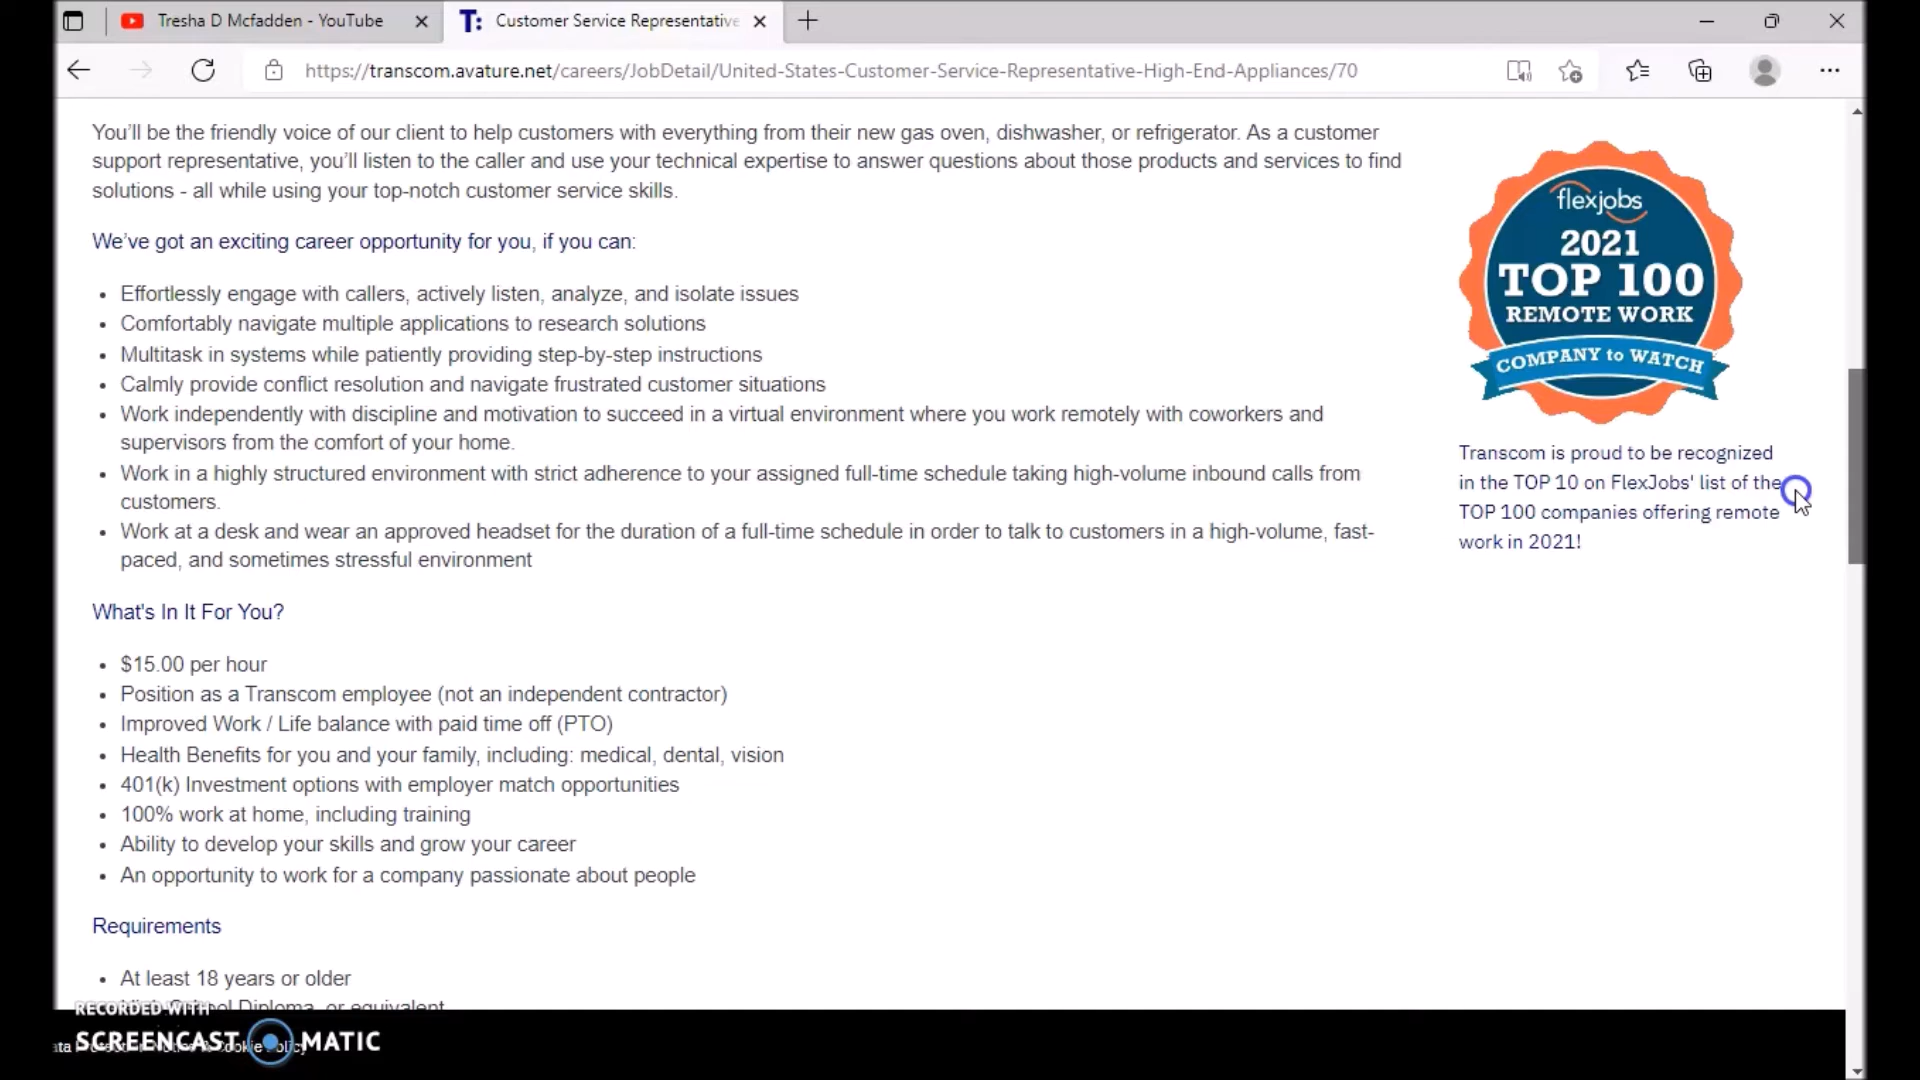 Tresha D Mcfadden - YouTube
T: Customer Service Representative
https://transcom.avature.net/careers/JobDetail/United-States-Customer-Service-Representative-High-End-Appliances/70
You'll be the friendly voice of our client to help customers with everything from their new gas oven, dishwasher, or refrigerator. As a customer
support representative, you'll listen to the caller and use your technical expertise to answer questions about those products and services to find
solutions - all while using your top-notch customer service skills.
We've got an exciting career opportunity for you, if you can:
• Effortlessly engage with callers, actively listen, analyze, and isolate issues
• Comfortably navigate multiple applications to research solutions
• Multitask in systems while patiently providing step-by-step instructions
• Calmly provide conflict resolution and navigate frustrated customer situations
• Work independently with discipline and motivation to succeed in a virtual environment where you work remotely with coworkers and
supervisors from the comfort of your home.
• Work in a highly structured environment with strict adherence to your assigned full-time schedule taking high-volume inbound calls from
customers.
• Work at a desk and wear an approved headset for the duration of a full-time schedule in order to talk to customers in a high-volume, fast-
paced, and sometimes stressful environment
What's In It For You?
• $15.00 per hour
• Position as a Transcom employee (not an independent contractor)
• Improved Work / Life balance with paid time off (PTO)
• Health Benefits for you and your family, including: medical, dental, vision
• 401(k) Investment options with employer match opportunities
• 100% work at home, including training
• Ability to develop your skills and grow your career
• An opportunity to work for a company passionate about people
Requirements
• At least 18 years or older
Diploma, or equivalent
flexjobs
2021
TOP 100
REMOTE WORK
COMPANY to WATCH
Transcom is proud to be recognized
in the TOP 10 on FlexJobs' list of the
TOP 100 companies offering remote
work in 2021!
RECORDED WITH
SCREENCAST MATIC